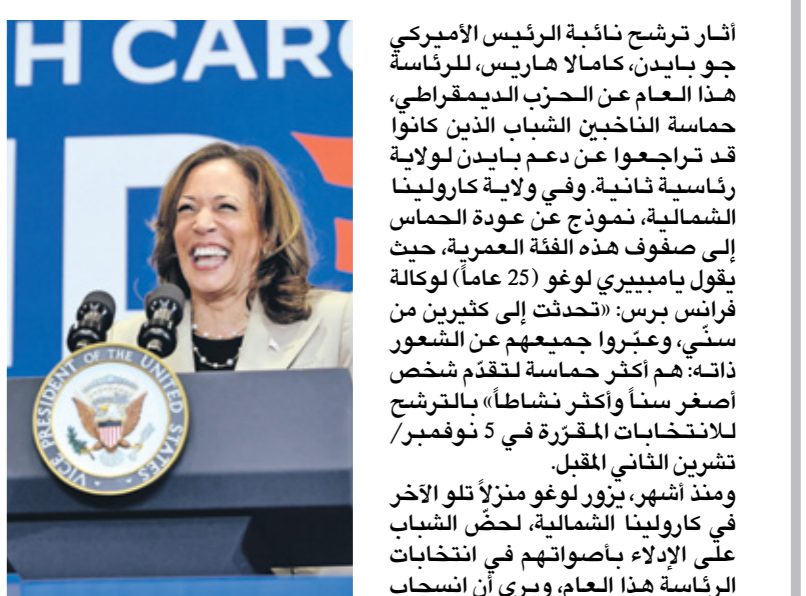 أثار ترشح نائبة الرئيس الأميركي
جو بايدن، كامالا هاريس، للرئاسة
هذا العام عن الحزب الديمقراطي،
حماسة الناخبين الشباب الذين كانوا
قد تراجعوا عن دعم بايدن لولاية
رئاسية ثانية. وفي ولاية كارولينا
الشمالية، نموذج عن عودة الحماس
إلى صفوف هذه الفئة العمرية، حيث
يقول يامبييري لوغو (25 عاماً) لوكالة
فرانس برس: «تحدثت إلى كثيرين من
سنّي، وعبّروا جميعهم عن الشعور
ذاته: هم أكثر حماسة لتقدّم شخص
أصغر سناً وأكثر نشاطاً» بالترشح
للانتخابات المقرّرة في 5 نوفمبر/
تشرين الثاني المقبل.
ومنذ أشهر، يزور لوغو منزلاً تلو الآخر
في كارولينا الشمالية، لحضّ الشباب
على الإدلاء بأصواتهم في انتخابات
الرئاسة هذا العام، ويرى أن انسحاب
H CAR
VICE PRESIDENT OF THE UNITED STATES